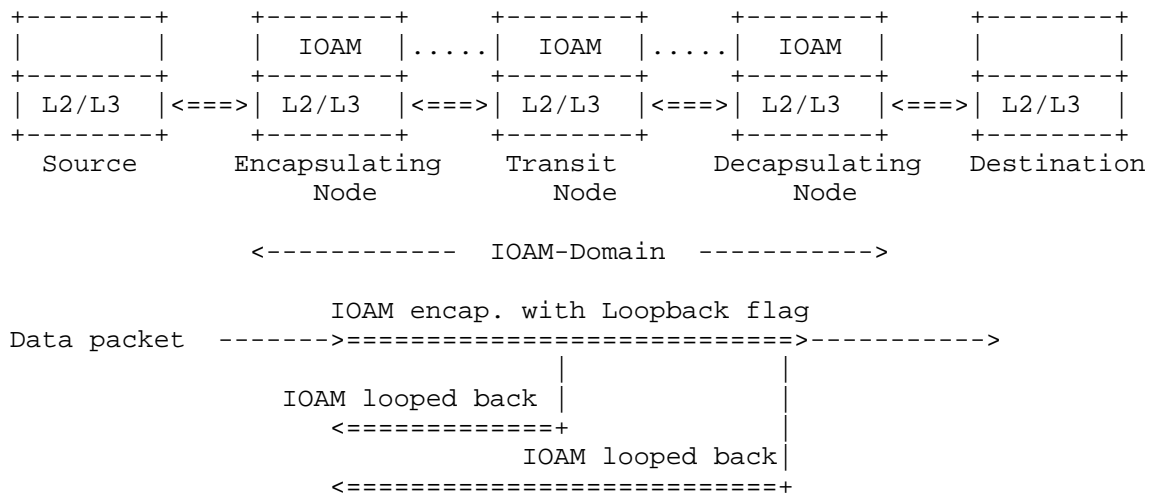 IOAM IOAM IOAM
L2/L3 L2/L3 L2/L3 L2/L3 L2/L3
Source Encapsulating Transit Decapsulating Destination
Node Node Node
IOAM-Domain
IOAM encap. with Loopback flag
Data packet
IOAM looped back
IOAM looped back